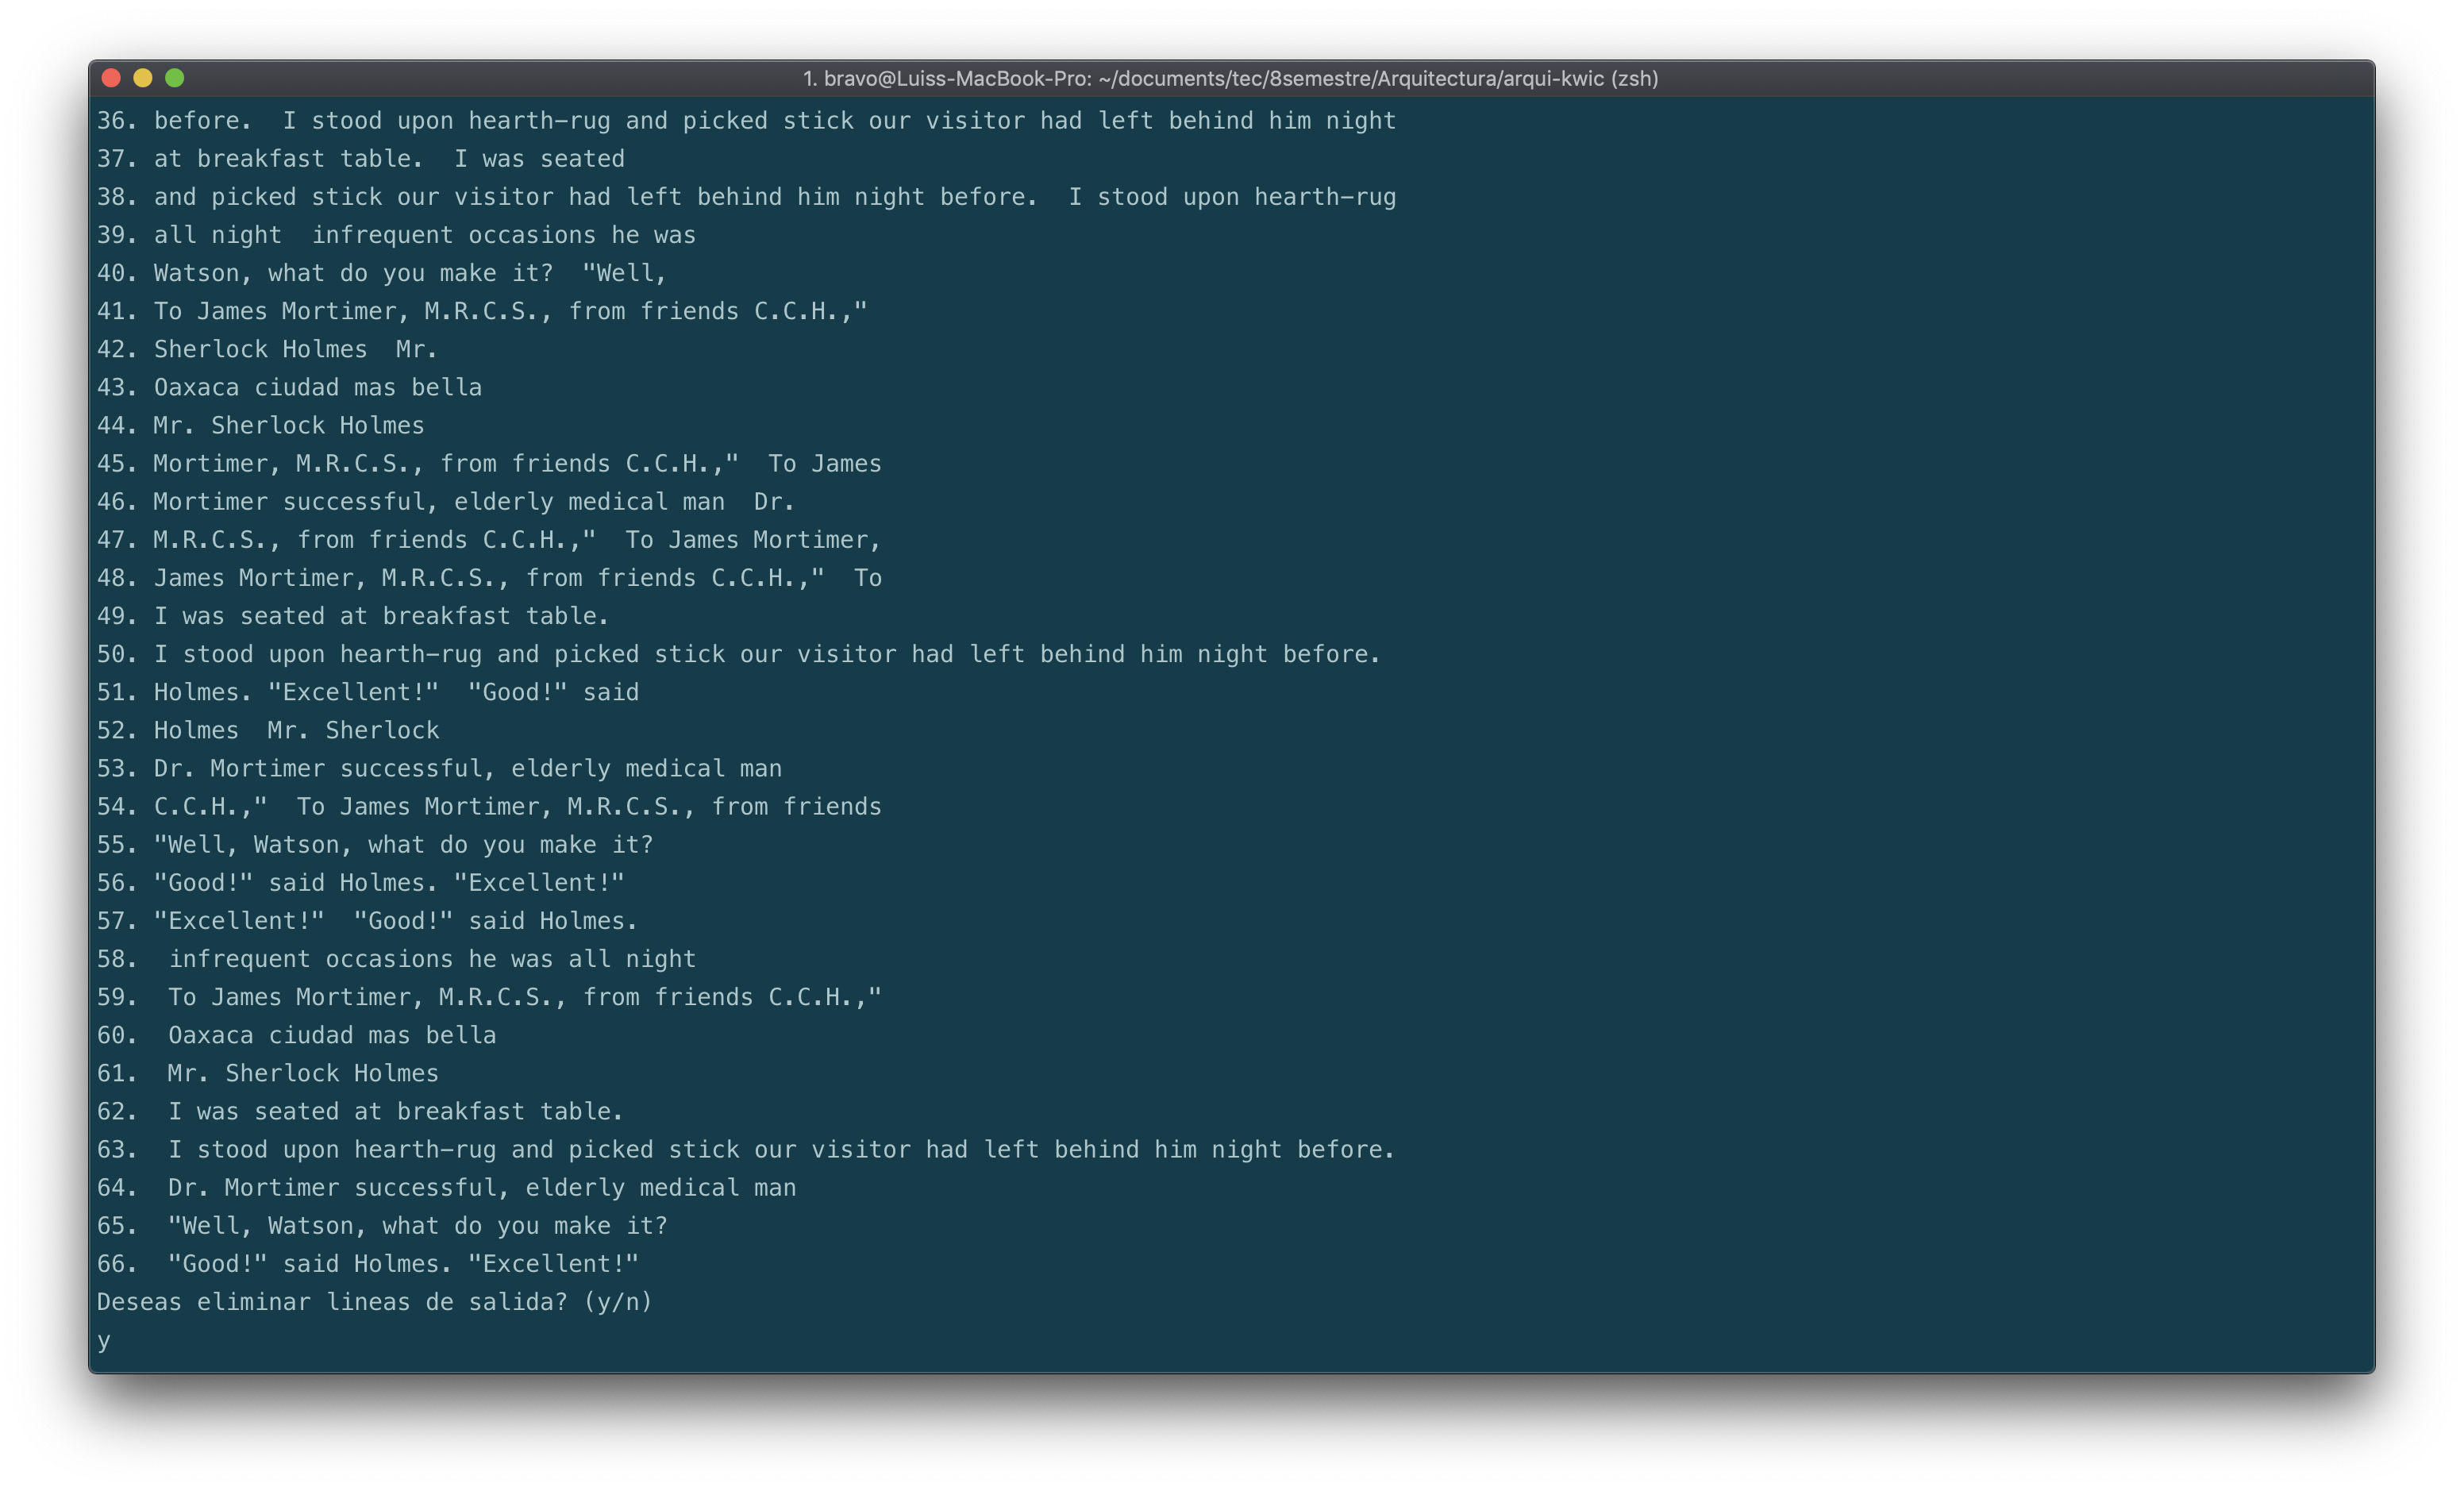 1. bravo@Luiss-MacBook-Pro: ~/documents/tec/8semestre/Arquitectura/arqui-kwic (zsh)
36. before.  I stood upon hearth-rug and picked stick our visitor had left behind him night
37. at breakfast table.  I was seated
38. and picked stick our visitor had left behind him night before.  I stood upon hearth-rug
39. all night  infrequent occasions he was
40. Watson, what do you make it?  "Well,
41. To James Mortimer, M.R.C.S., from friends C.C.H.,"
42. Sherlock Holmes  Mr.
43. Oaxaca ciudad mas bella
44. Mr. Sherlock Holmes
45. Mortimer, M.R.C.S., from friends C.C.H.,"  To James
46. Mortimer successful, elderly medical man  Dr.
47. M.R.C.S., from friends C.C.H.,"  To James Mortimer,
48. James Mortimer, M.R.C.S., from friends C.C.H.,"  To
49. I was seated at breakfast table.
50. I stood upon hearth-rug and picked stick our visitor had left behind him night before.
51. Holmes. "Excellent!"  "Good!" said
52. Holmes  Mr. Sherlock
53. Dr. Mortimer successful, elderly medical man
54. C.C.H.,"  To James Mortimer, M.R.C.S., from friends
55. "Well, Watson, what do you make it?
56. "Good!" said Holmes. "Excellent!"
57. "Excellent!"  "Good!" said Holmes.
58.  infrequent occasions he was all night
59.  To James Mortimer, M.R.C.S., from friends C.C.H.,"
60.  Oaxaca ciudad mas bella
61.  Mr. Sherlock Holmes
62.  I was seated at breakfast table.
63.  I stood upon hearth-rug and picked stick our visitor had left behind him night before.
64.  Dr. Mortimer successful, elderly medical man
65.  "Well, Watson, what do you make it?
66.  "Good!" said Holmes. "Excellent!"
Deseas eliminar lineas de salida? (y/n)
y